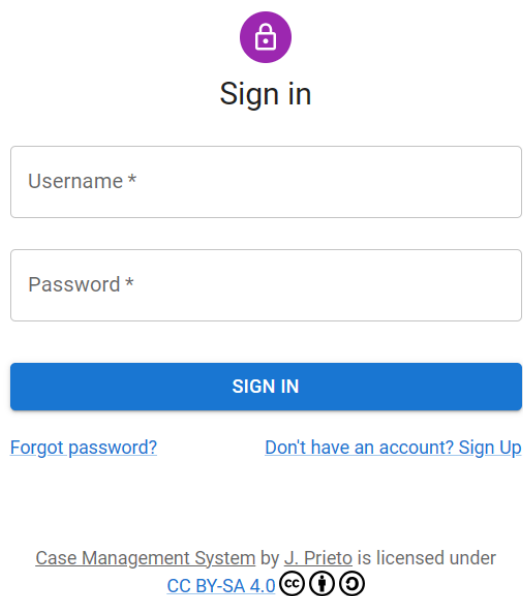 Sign in
Username *
Password *
SIGN IN
Forgot password? Don't have an account? Sign Up
Case Management System by J. Prieto is licensed under
CC BY-SA 4.0